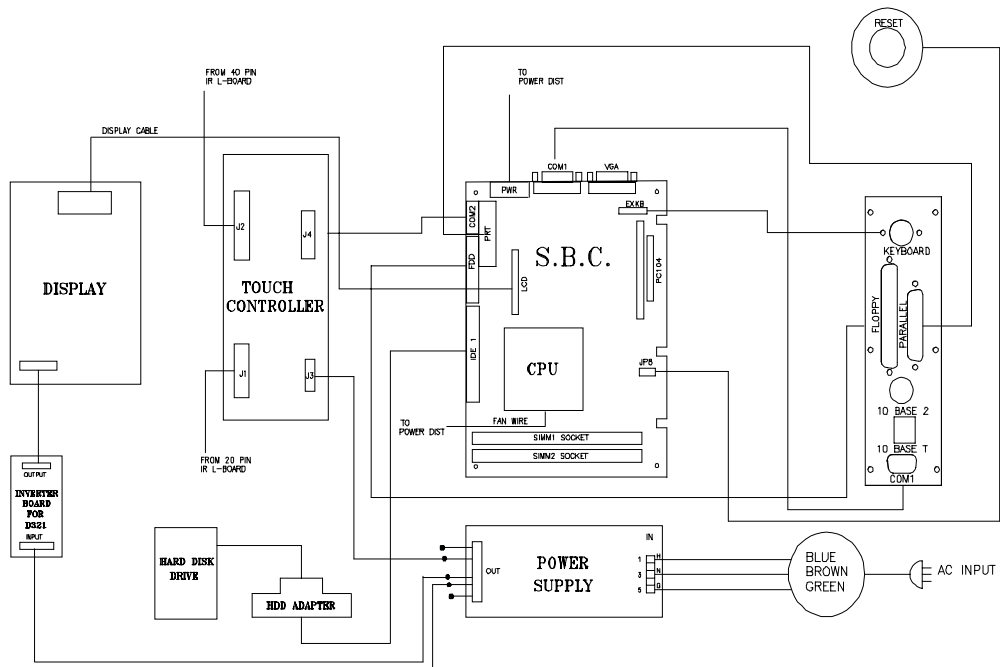 RESET
FROM 40 PIN
IR L-BOARD
TO
POWER DIST
DISPLAY CABLE
COM1
VGA
PWR
EXKB
COM2
PRT
J2
J4
KEYBOARD
S.B.C.
FDD
LCD
PC104
DISPLAY
TOUCH
CONTROLLER
FLOPPY
PARALLEL
IDE 1
J1
J3
CPU
JP8
10 BASE 2
TO
POWER DIST
FAN WIRE
SIMM1 SOCKET
SIMM2 SOCKET
10 BASE T
COM1
FROM 20 PIN
IR L-BOARD
OUTPUT
INVERTER
BOARD
FOR
D321
INPUT
HARD DISK
DRIVE
HDD ADAPTER
OUT
POWER
SUPPLY
IN
1 H
3 N
5 G
BLUE
BROWN
GREEN
AC INPUT